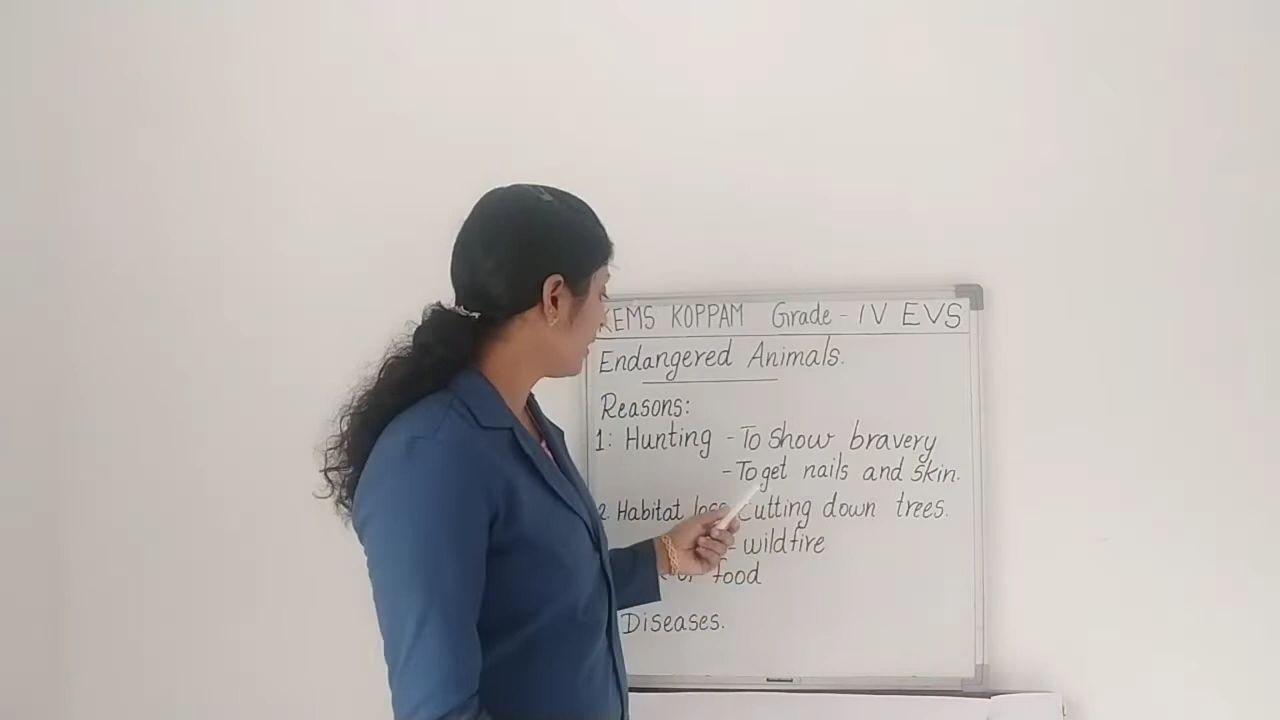 KEMS KOPPAM Grade - IV EVS
Endangered Animals.
Reasons:
1: Hunting - To show bravery
- To get nails and skin.
2. Habitat loss Cutting down trees.
- wildfire
of food
Diseases.